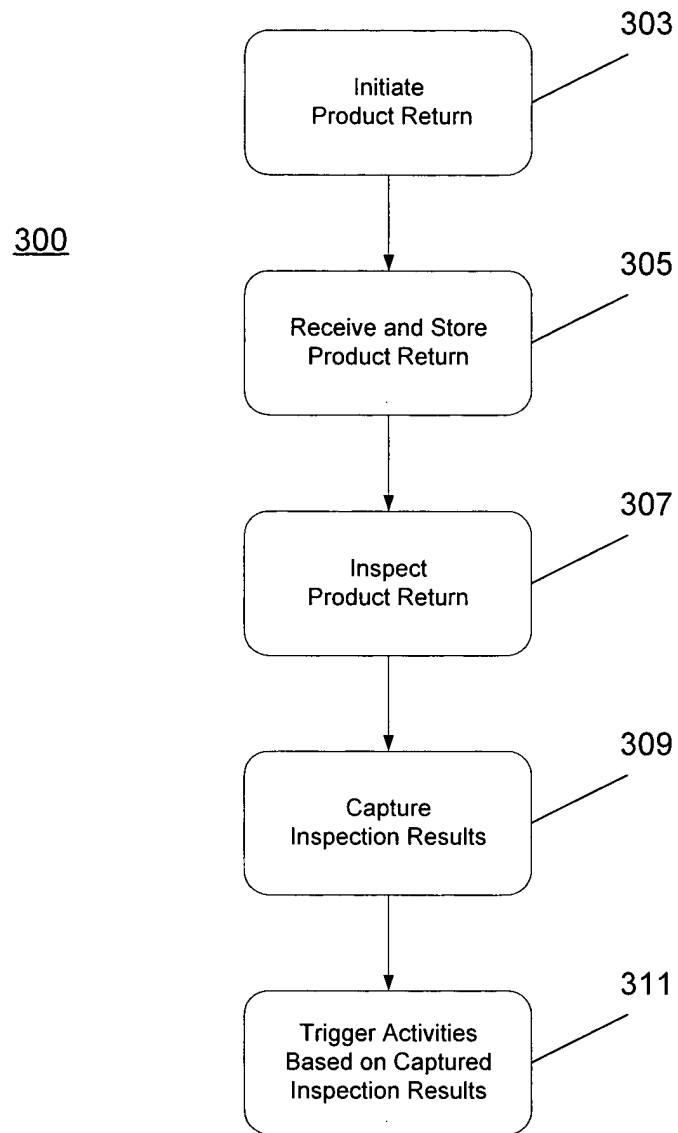 303
Initiate
Product Return
300
305
Receive and Store
Product Return
307
Inspect
Product Return
309
Capture
Inspection Results
311
Trigger Activities
Based on Captured
Inspection Results